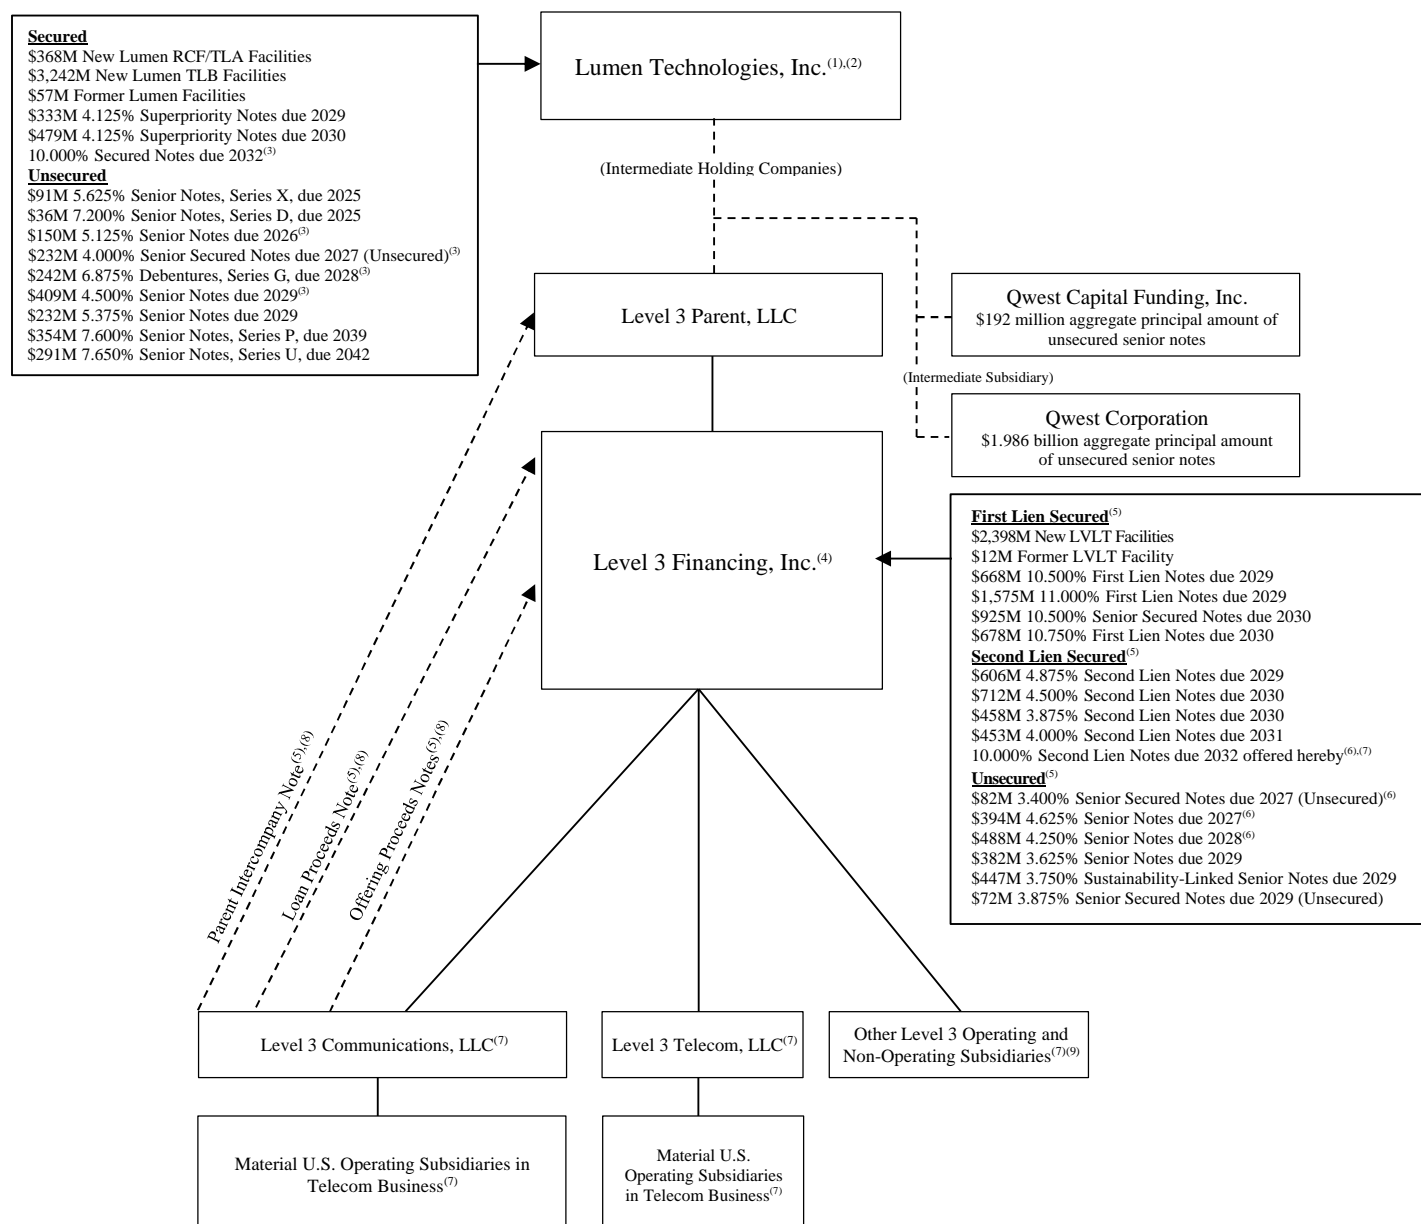 Secured
$368M New Lumen RCF/TLA Facilities
$3,242M New Lumen TLB Facilities
$57M Former Lumen Facilities
$333M 4.125% Superpriority Notes due 2029
$479M 4.125% Superpriority Notes due 2030
10.000% Secured Notes due 2032(3)
Unsecured
$91M 5.625% Senior Notes, Series X, due 2025
$36M 7.200% Senior Notes, Series D, due 2025
$150M 5.125% Senior Notes due 2026(3)
$232M 4.000% Senior Secured Notes due 2027 (Unsecured)(3)
$242M 6.875% Debentures, Series G, due 2028(3)
$409M 4.500% Senior Notes due 2029(3)
$232M 5.375% Senior Notes due 2029
$354M 7.600% Senior Notes, Series P, due 2039
$291M 7.650% Senior Notes, Series U, due 2042
Lumen Technologies, Inc.(1),(2)
(Intermediate Holding Companies)
Level 3 Parent, LLC
Qwest Capital Funding, Inc.
$192 million aggregate principal amount of
unsecured senior notes
(Intermediate Subsidiary)
Qwest Corporation
$1.986 billion aggregate principal amount
of unsecured senior notes
Level 3 Financing, Inc.(4)
First Lien Secured(5)
$2,398M New LVLT Facilities
$12M Former LVLT Facility
$668M 10.500% First Lien Notes due 2029
$1,575M 11.000% First Lien Notes due 2029
$925M 10.500% Senior Secured Notes due 2030
$678M 10.750% First Lien Notes due 2030
Second Lien Secured(5)
$606M 4.875% Second Lien Notes due 2029
$712M 4.500% Second Lien Notes due 2030
$458M 3.875% Second Lien Notes due 2030
$453M 4.000% Second Lien Notes due 2031
10.000% Second Lien Notes due 2032 offered hereby(6),(7)
Unsecured(5)
$82M 3.400% Senior Secured Notes due 2027 (Unsecured)(6)
$394M 4.625% Senior Notes due 2027(6)
$488M 4.250% Senior Notes due 2028(6)
$382M 3.625% Senior Notes due 2029
$447M 3.750% Sustainability-Linked Senior Notes due 2029
$72M 3.875% Senior Secured Notes due 2029 (Unsecured)
Parent Intercompany Note(5),(8)
Loan Proceeds Note(5),(8)
Offering Proceeds Notes(5),(8)
Level 3 Communications, LLC(7)
Level 3 Telecom, LLC(7)
Other Level 3 Operating and
Non-Operating Subsidiaries(7)(9)
Material U.S. Operating Subsidiaries in
Telecom Business(7)
Material U.S.
Operating Subsidiaries
in Telecom Business(7)